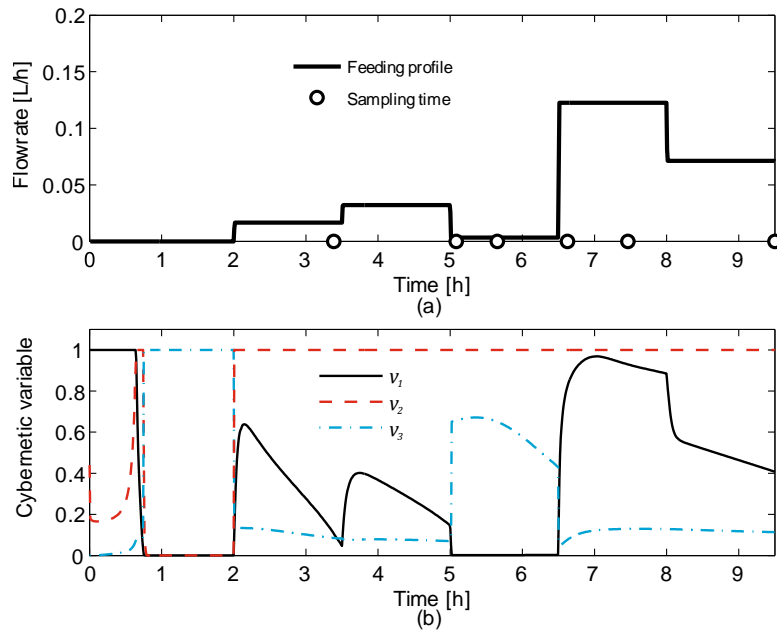 0.2
0.15
0.1
0.05
0
Flowrate [L/h]
Feeding profile
Sampling time
0 1 2 3 4 5 6 7 8 9
Time [h]
(a)
1
0.8
0.6
0.4
0.2
0
Cybernetic variable
v₁
v₂
v₃
0 1 2 3 4 5 6 7 8 9
Time [h]
(b)